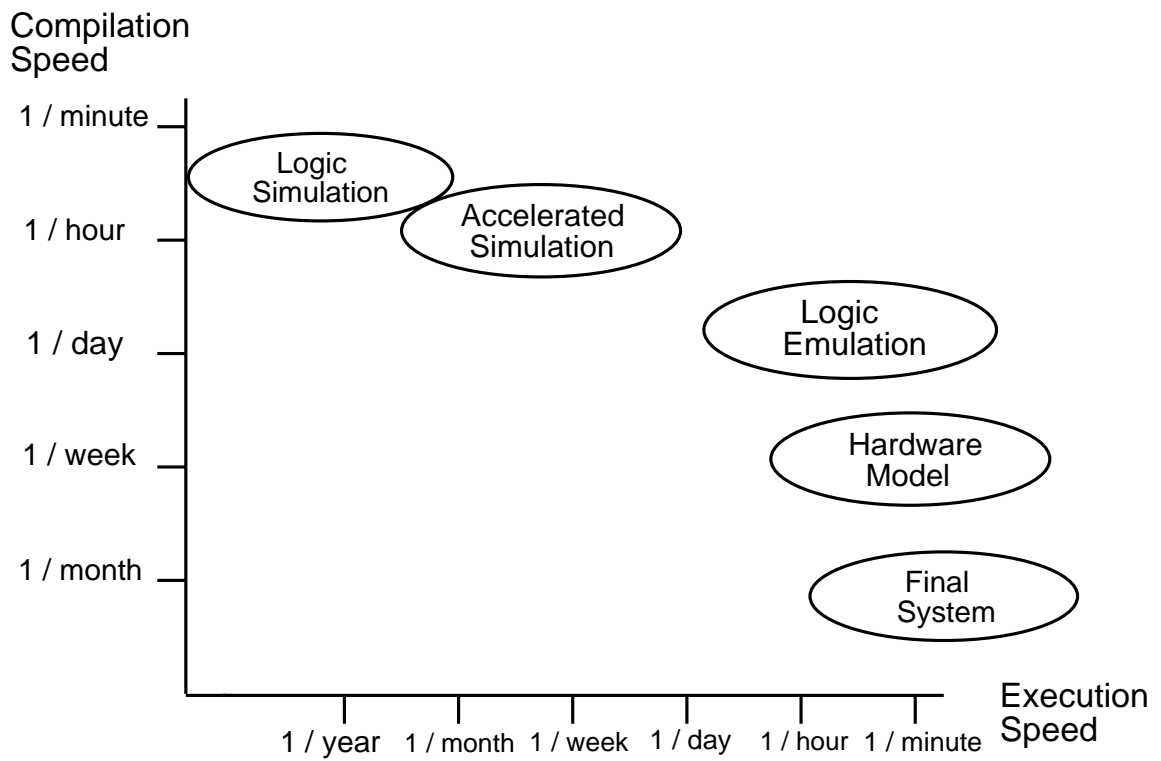 Compilation
Speed
1 / minute
Logic
Simulation
Accelerated
Simulation
1 / hour
Logic
Emulation
1 / day
Hardware
Model
1 / week
1 / month
Final
System
Execution
Speed
1 / year
1 / month
1 / week
1 / day
1 / hour
1 / minute